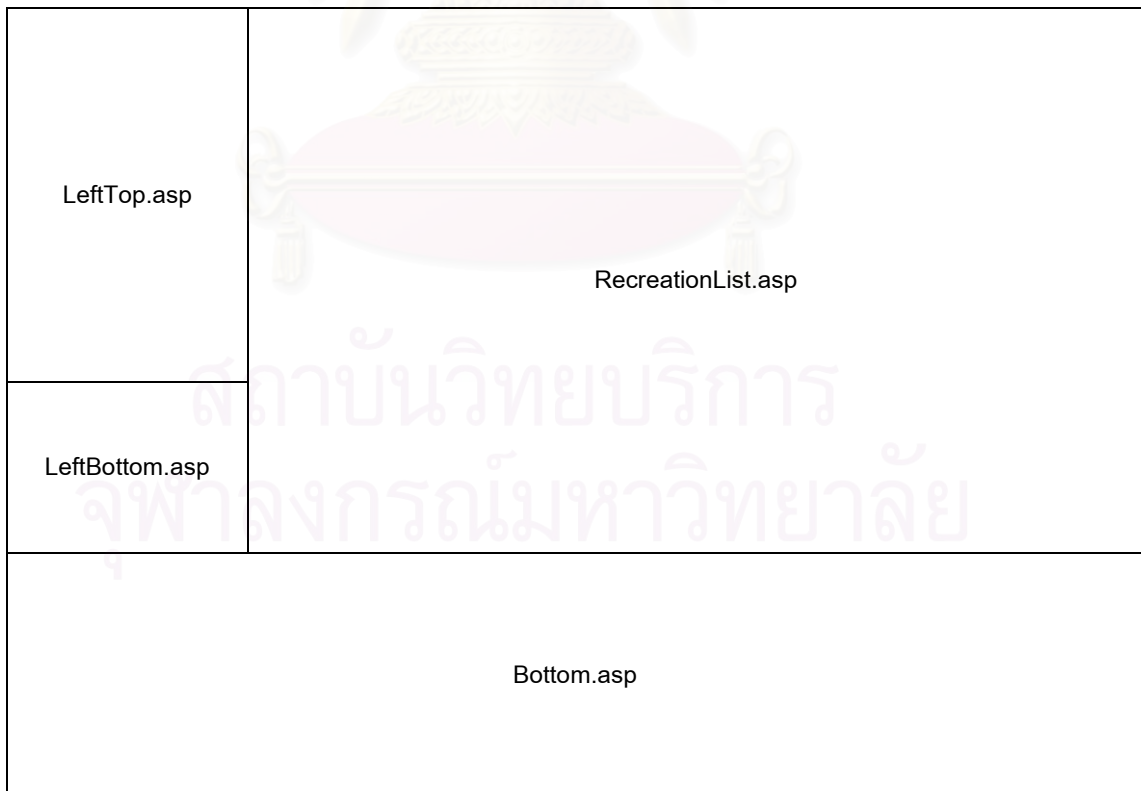 LeftTop.asp
RecreationList.asp
สถาบันวิทยบริการ
LeftBottom.asp
จุฬาลงกรณ์มหาวิทยาลัย
Bottom.asp